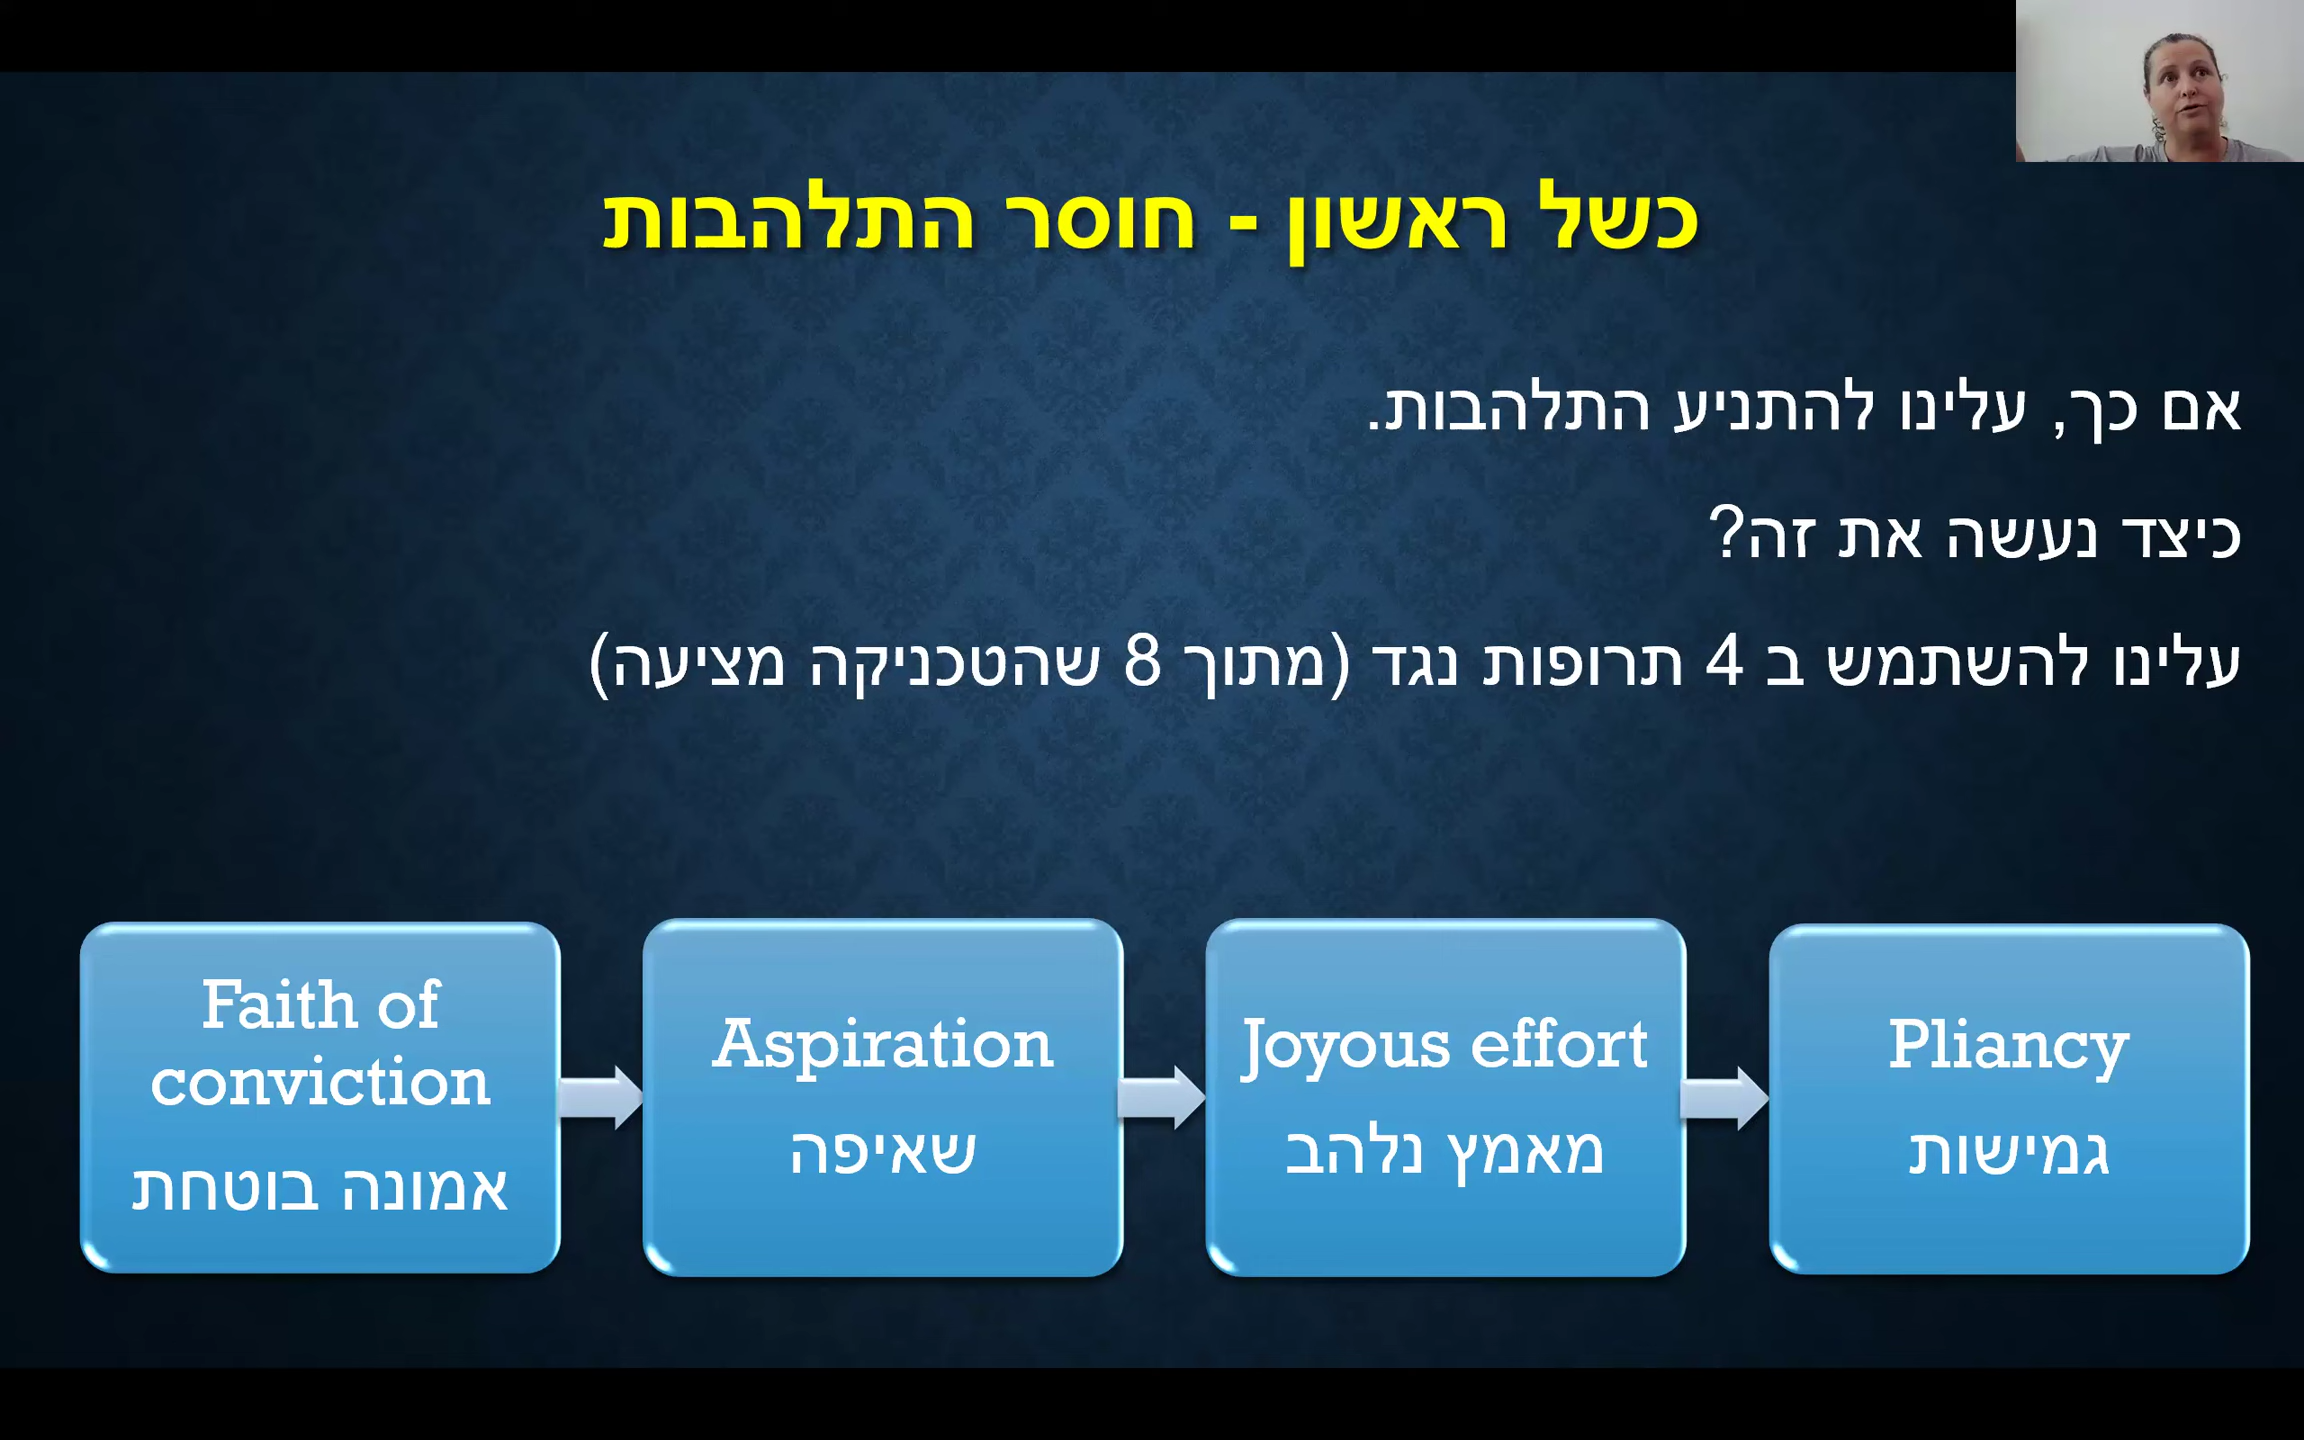 כשל ראשון - חוסר התלהבות
אם כך, עלינו להתניע התלהבות.
כיצד נעשה את זה?
עלינו להשתמש ב 4 תרופות נגד (מתוך 8 שהטכניקה מציעה)
Faith of
conviction
אמונה בוטחת
Aspiration
שאיפה
Joyous effort
מאמץ נלהב
Pliancy
גמישות